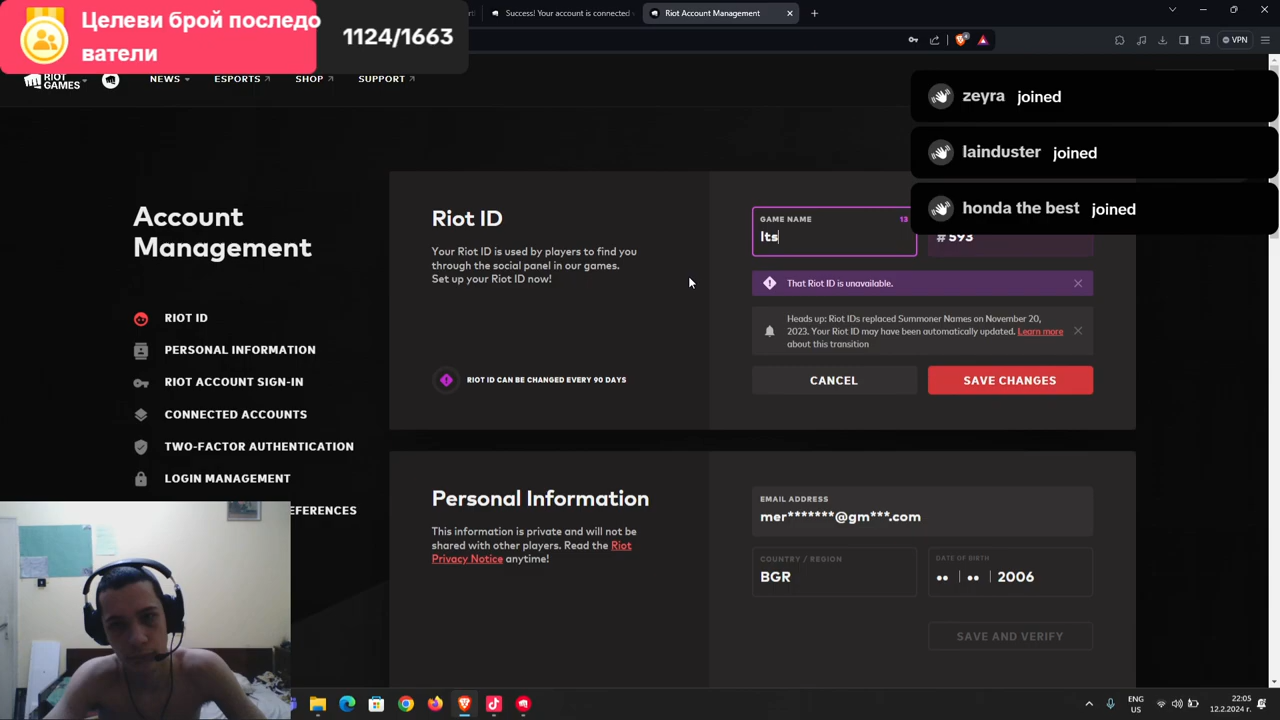 Целеви брой последо
ватели
1124/1663
Success! Your account is connected
Riot Account Management
VPN
RIOT
GAMES
NEWS
ESPORTS
SHOP
SUPPORT
zeyra joined
lainduster joined
honda the best joined
Account
Management
RIOT ID
PERSONAL INFORMATION
RIOT ACCOUNT SIGN-IN
CONNECTED ACCOUNTS
TWO-FACTOR AUTHENTICATION
LOGIN MANAGEMENT
Riot ID
Your Riot ID is used by players to find you
through the social panel in our games.
Set up your Riot ID now!
RIOT ID CAN BE CHANGED EVERY 90 DAYS
GAME NAME 13
Its
#593
That Riot ID is unavailable.
Heads up: Riot IDs replaced Summoner Names on November 20,
2023. Your Riot ID may have been automatically updated. Learn more
about this transition
CANCEL
SAVE CHANGES
Personal Information
This information is private and will not be
shared with other players. Read the Riot
Privacy Notice anytime!
EMAIL ADDRESS
mer*******@gm***.com
COUNTRY / REGION
BGR
DATE OF BIRTH
•• | •• | 2006
SAVE AND VERIFY
ENG
УС
22:05
12.2.2024 г.